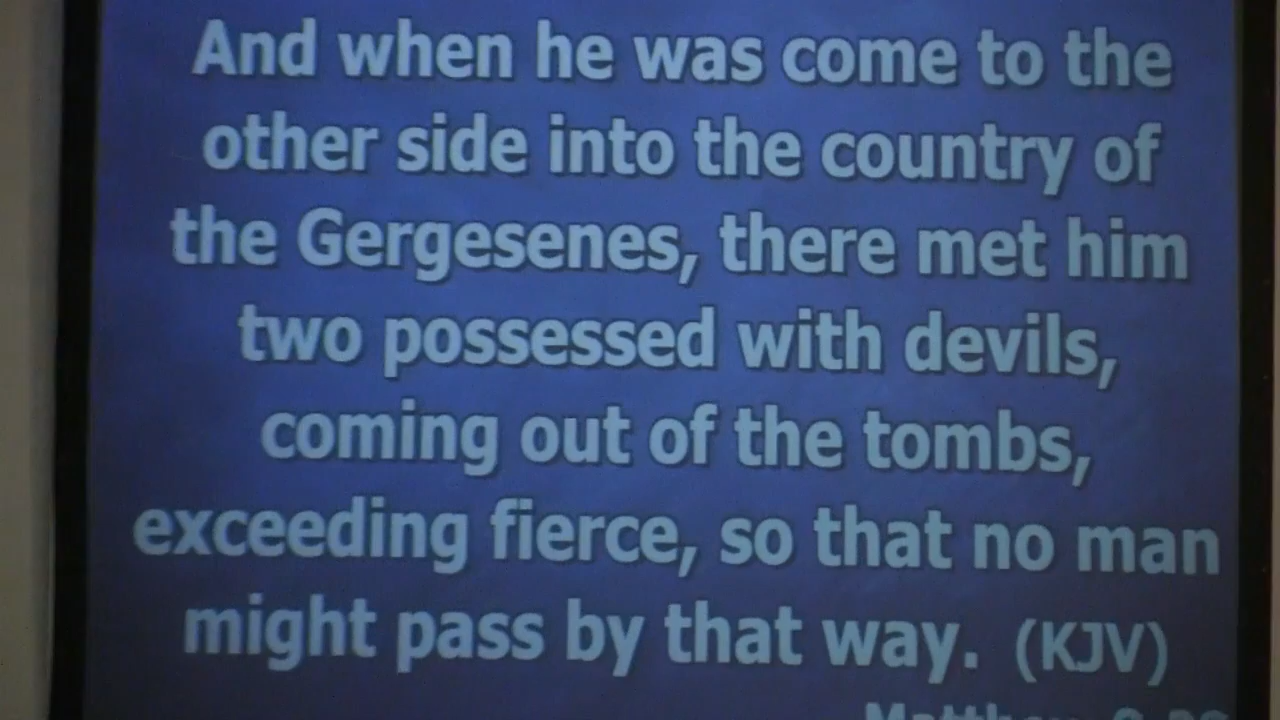 And when he was come to the
other side into the country of
the Gergesenes, there met him
two possessed with devils,
coming out of the tombs,
exceeding fierce, so that no man
might pass by that way. (KJV)